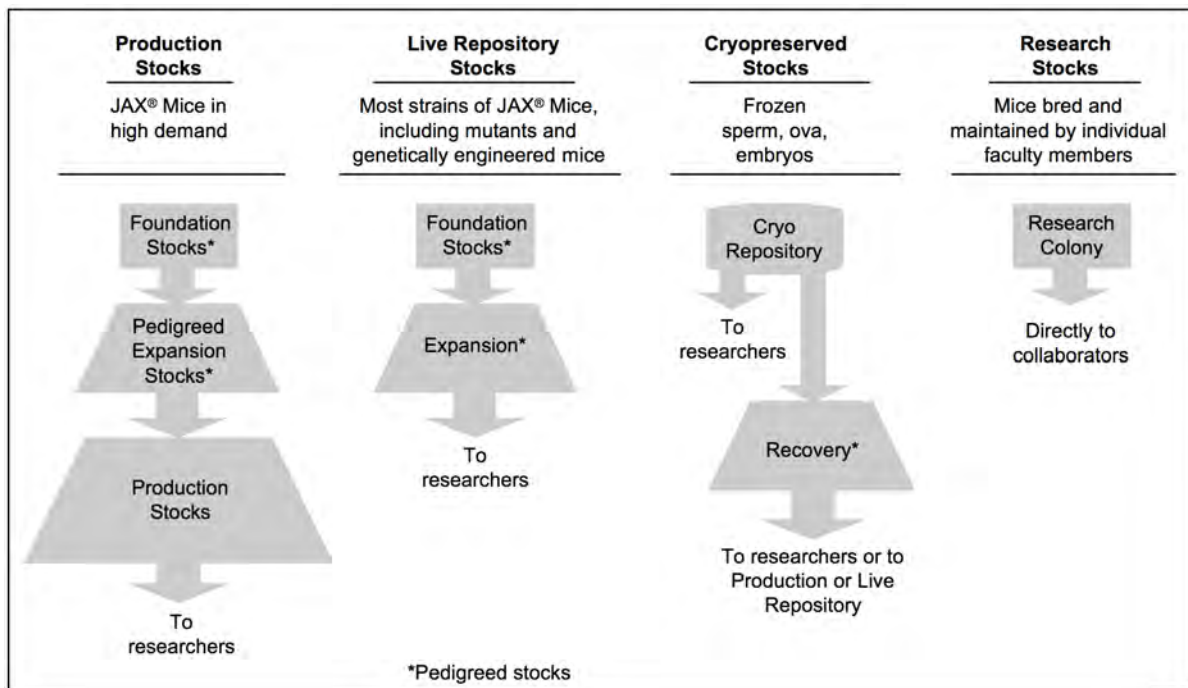 Production
Stocks
JAX® Mice in
high demand
Foundation
Stocks*
Pedigreed
Expansion
Stocks*
Production
Stocks
To
researchers
Live Repository
Stocks
Most strains of JAX® Mice,
including mutants and
genetically engineered mice
Foundation
Stocks*
Expansion*
To
researchers
Cryopreserved
Stocks
Frozen
sperm, ova,
embryos
Cryo
Repository
To
researchers
Recovery*
To researchers or to
Production or Live
Repository
Research
Stocks
Mice bred and
maintained by individual
faculty members
Research
Colony
Directly to
collaborators
*Pedigreed stocks